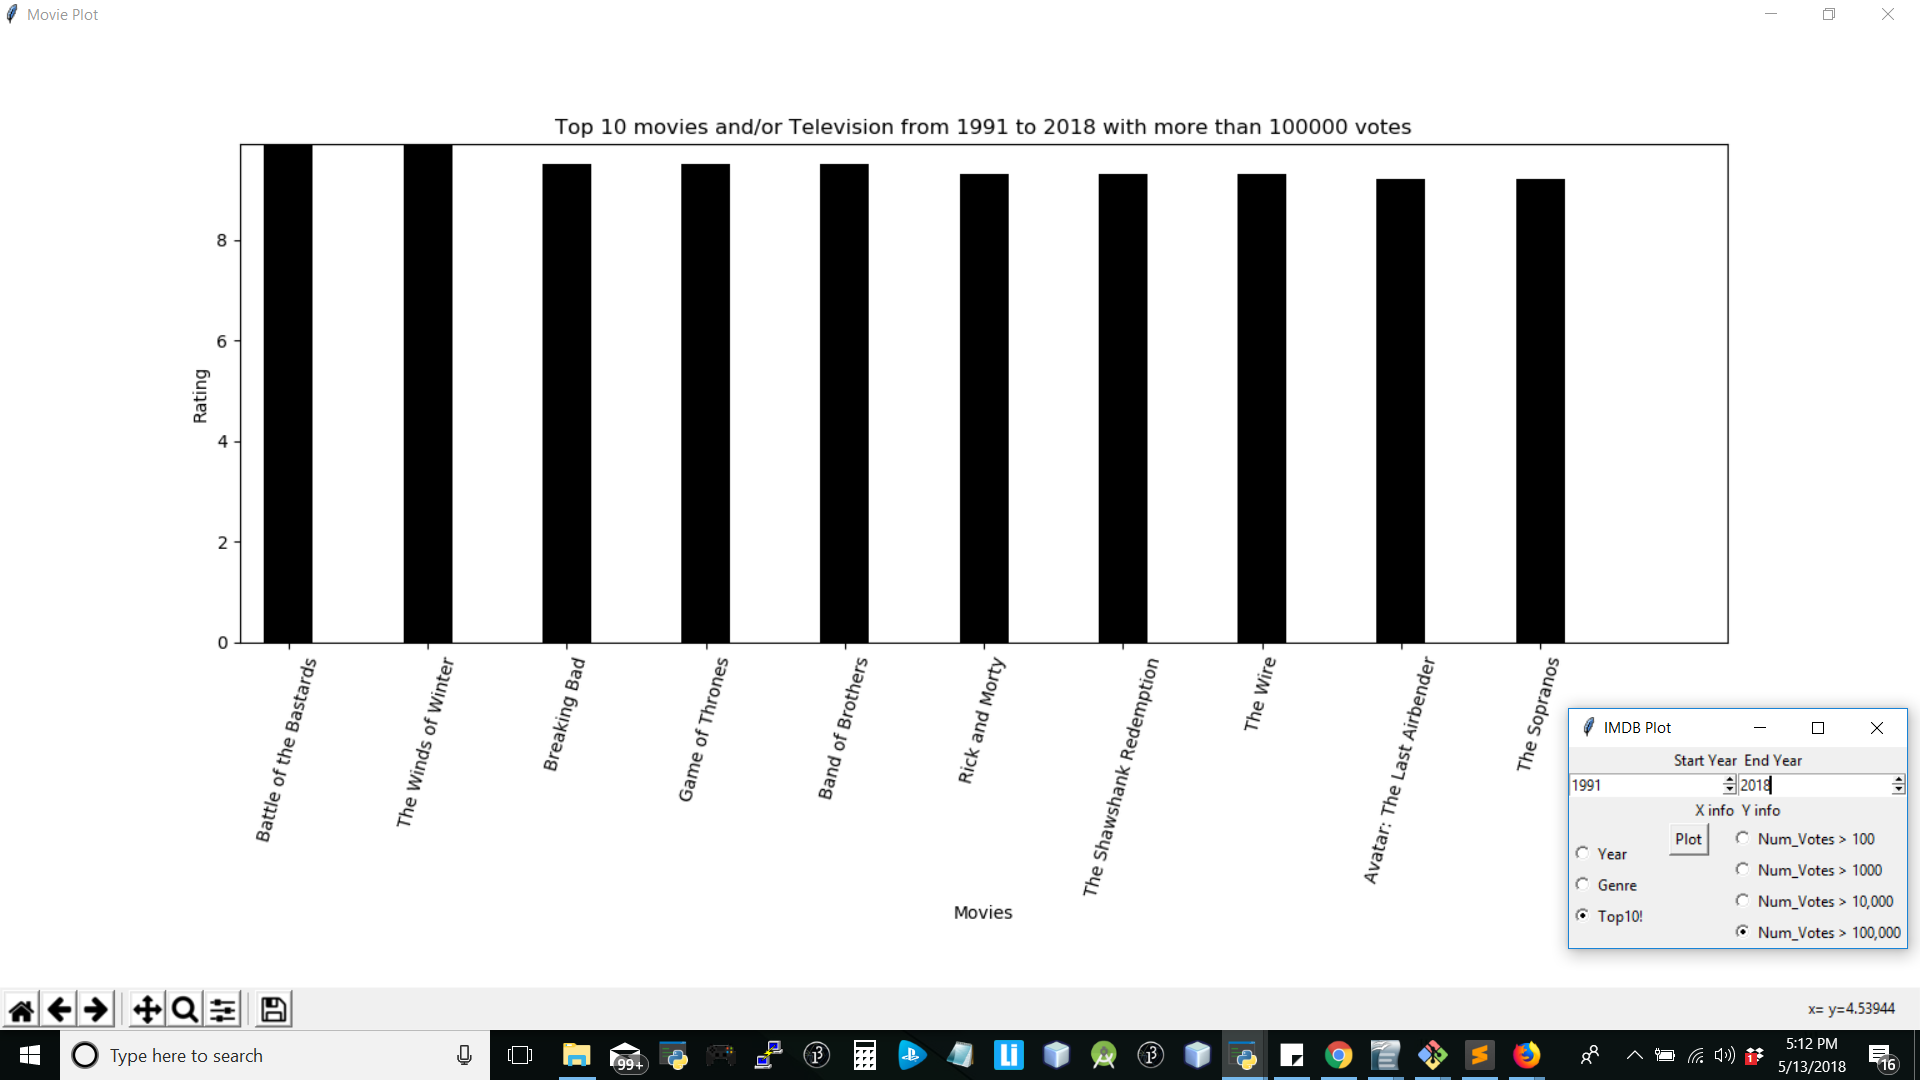 Movie Plot
Top 10 movies and/or Television from 1991 to 2018 with more than 100000 votes
8
6
4
2
0
Rating
Battle of the Bastards
The Winds of Winter
Breaking Bad
Game of Thrones
Band of Brothers
Rick and Morty
The Shawshank Redemption
The Wire
Avatar: The Last Airbender
The Sopranos
Movies
IMDB Plot
Start Year End Year
1991 2018
X info Y info
Plot
Year
Genre
Top10!
Num_Votes > 100
Num_Votes > 1000
Num_Votes > 10,000
Num_Votes > 100,000
x= y=4.53944
Type here to search
99+
Li
1
5:12 PM
5/13/2018
16